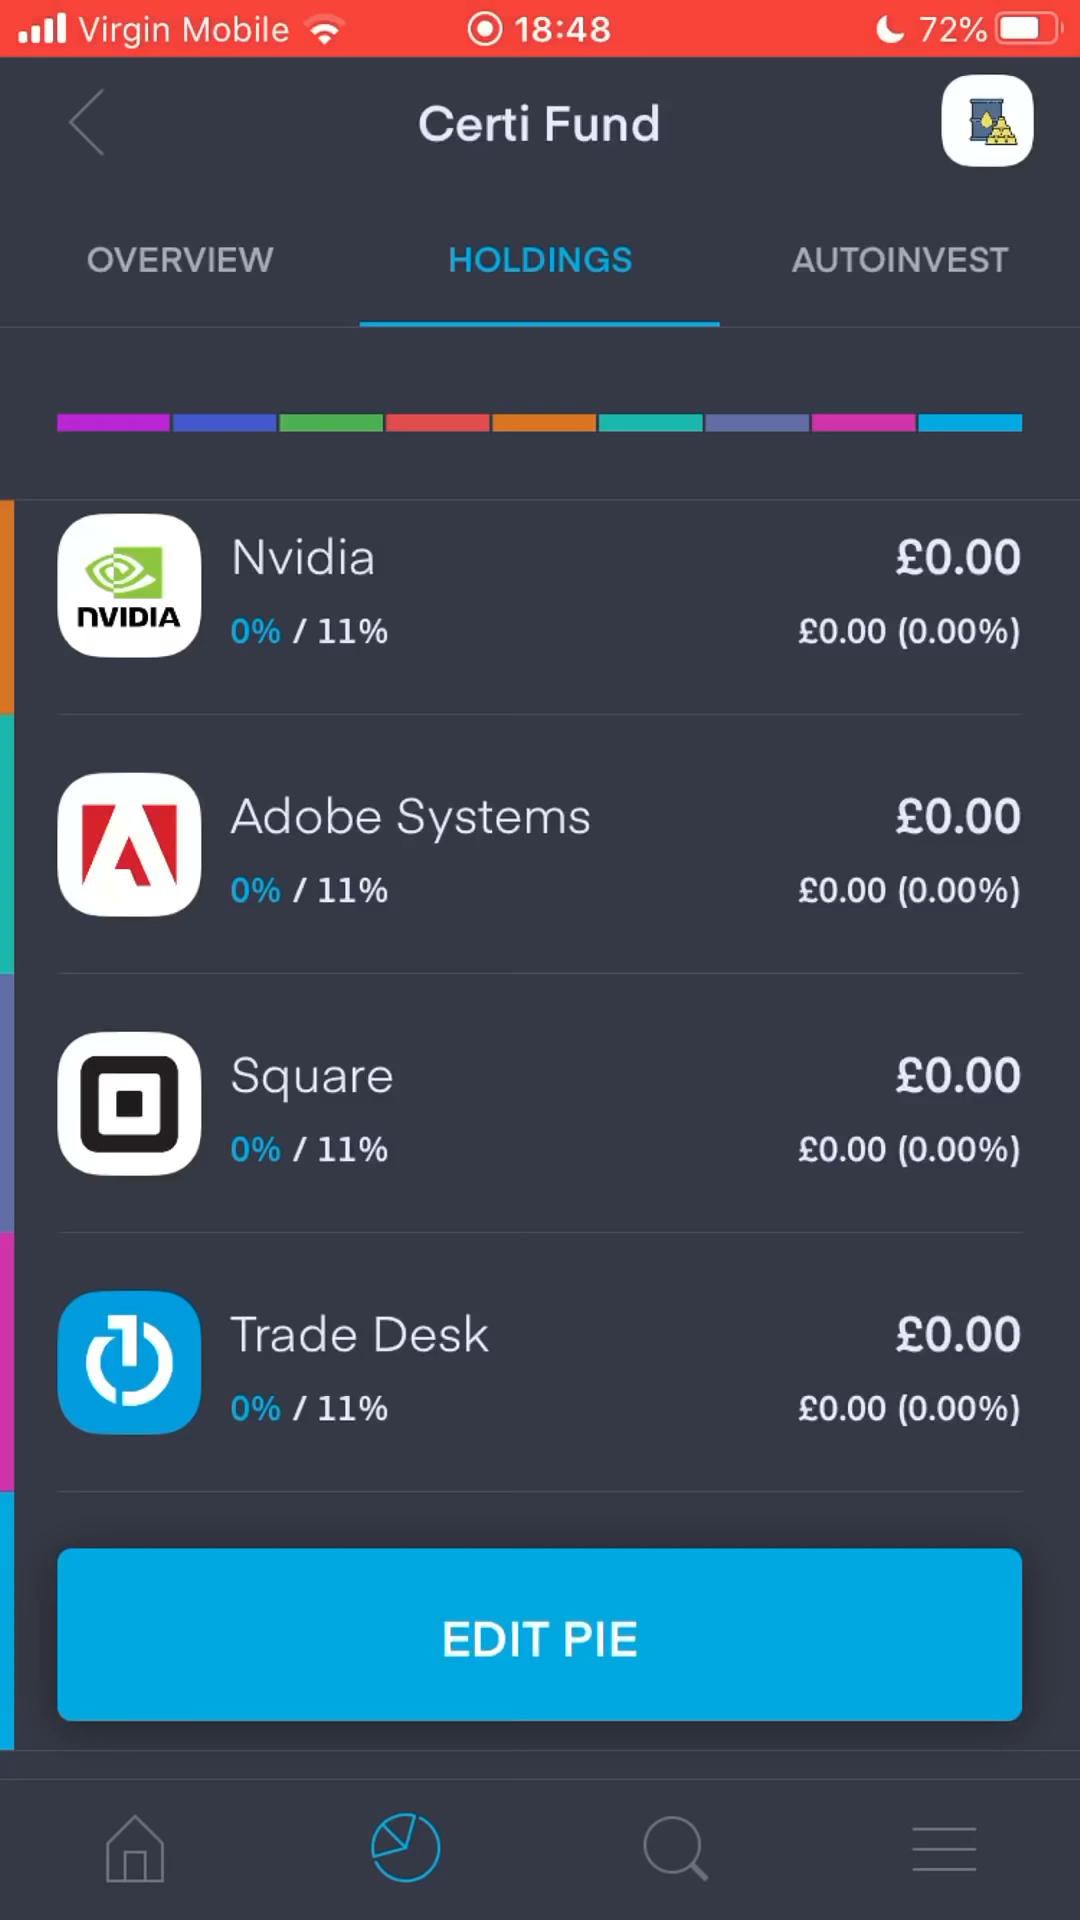 Virgin Mobile 18:48 72%
Certi Fund
OVERVIEW HOLDINGS AUTOINVEST
Nvidia £0.00
NVIDIA
0% / 11% £0.00 (0.00%)
Adobe Systems £0.00
0% / 11% £0.00 (0.00%)
Square £0.00
0% / 11% £0.00 (0.00%)
Trade Desk £0.00
0% / 11% £0.00 (0.00%)
EDIT PIE